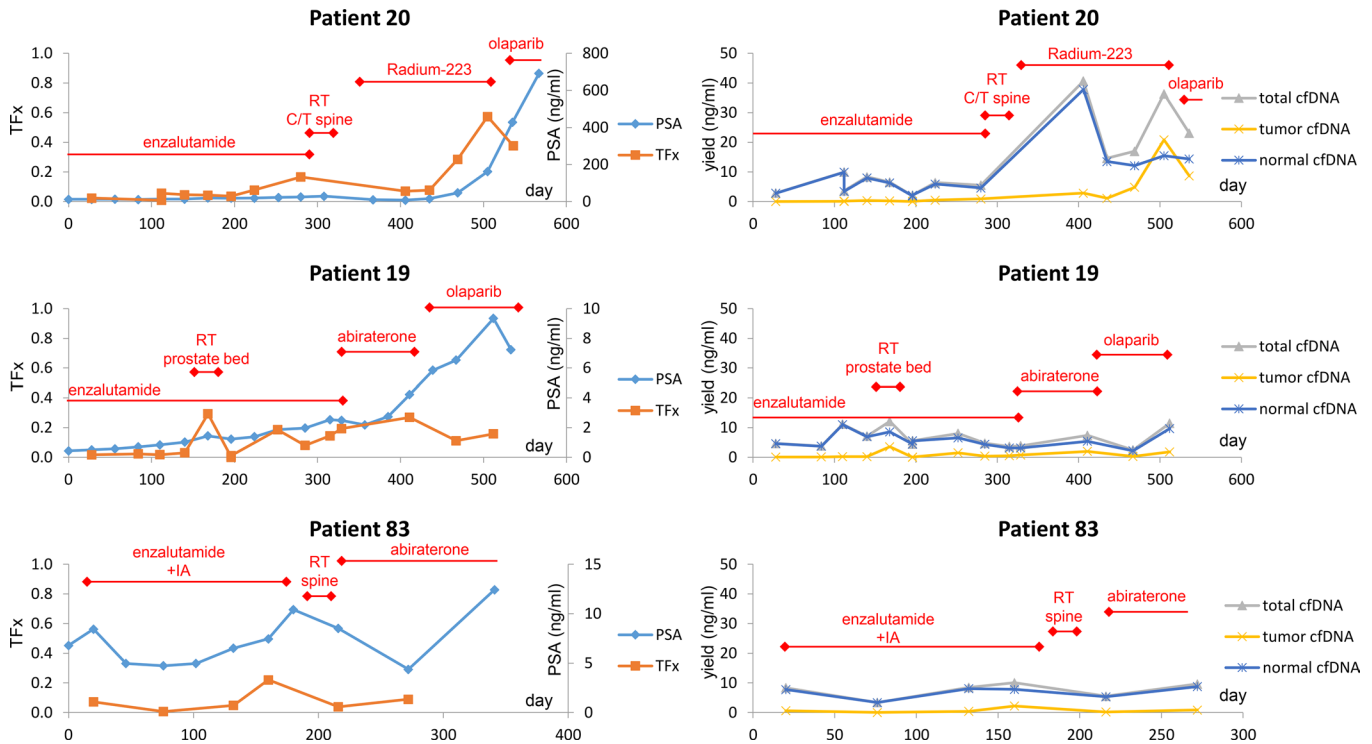 Patient 20
1.0
0.8
0.6
0.4
0.2
0.0
TFx
800
600
400
200
0
PSA (ng/ml)
0
100
200
300
400
500
600
day
enzalutamide
RT
C/T spine
Radium-223
olaparib
PSA
TFx
Patient 20
50
40
30
20
10
0
yield (ng/ml)
0
100
200
300
400
500
600
day
enzalutamide
RT
C/T spine
Radium-223
olaparib
total cfDNA
tumor cfDNA
normal cfDNA
Patient 19
1.0
0.8
0.6
0.4
0.2
0.0
TFx
10
8
6
4
2
0
PSA (ng/ml)
0
100
200
300
400
500
600
day
enzalutamide
RT
prostate bed
abiraterone
olaparib
PSA
TFx
Patient 19
50
40
30
20
10
0
yield (ng/ml)
0
100
200
300
400
500
600
day
enzalutamide
RT
prostate bed
abiraterone
olaparib
total cfDNA
tumor cfDNA
normal cfDNA
Patient 83
1.0
0.8
0.6
0.4
0.2
0.0
TFx
15
10
5
0
PSA (ng/ml)
0
100
200
300
400
day
enzalutamide
+IA
RT
spine
abiraterone
PSA
TFx
Patient 83
50
40
30
20
10
0
yield (ng/ml)
0
50
100
150
200
250
300
day
enzalutamide
+IA
RT
spine
abiraterone
total cfDNA
tumor cfDNA
normal cfDNA